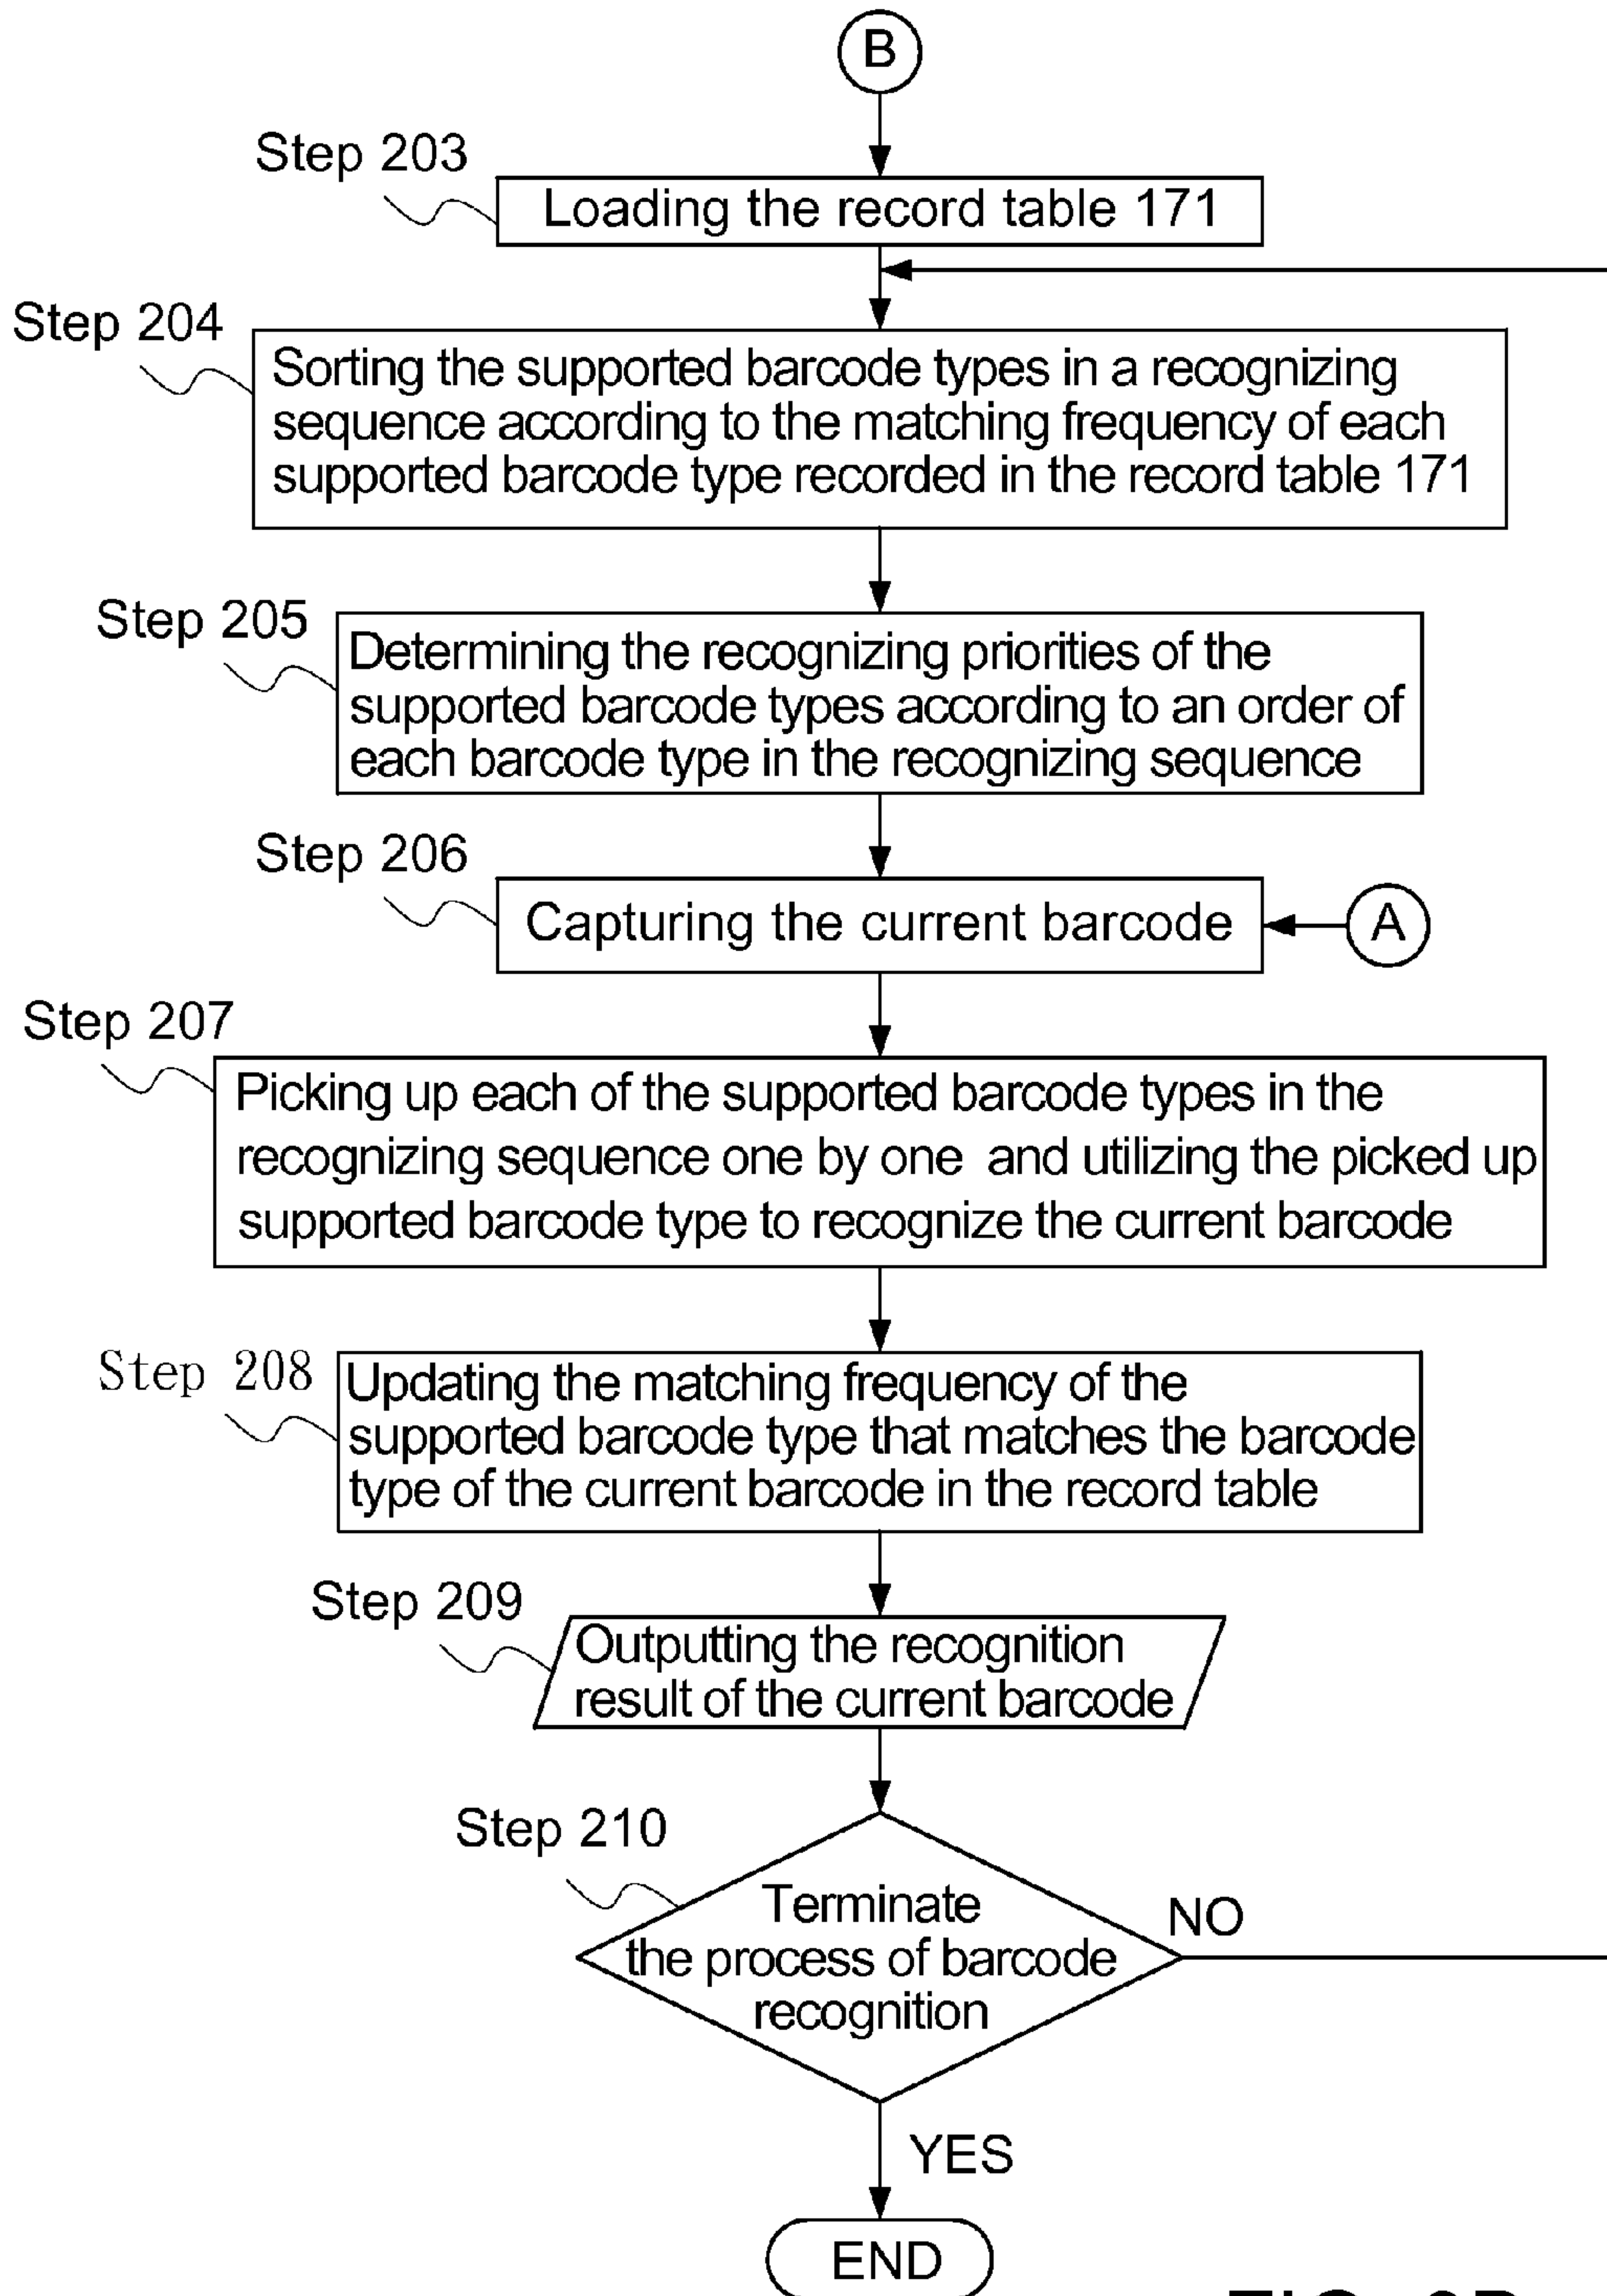 B
Step 203
Loading the record table 171
Step 204
Sorting the supported barcode types in a recognizing
sequence according to the matching frequency of each
supported barcode type recorded in the record table 171
Step 205
Determining the recognizing priorities of the
supported barcode types according to an order of
each barcode type in the recognizing sequence
Step 206
Capturing the current barcode
A
Step 207
Picking up each of the supported barcode types in the
recognizing sequence one by one and utilizing the picked up
supported barcode type to recognize the current barcode
Step 208
Updating the matching frequency of the
supported barcode type that matches the barcode
type of the current barcode in the record table
Step 209
Outputting the recognition
result of the current barcode
Step 210
Terminate
the process of barcode
recognition
NO
YES
END